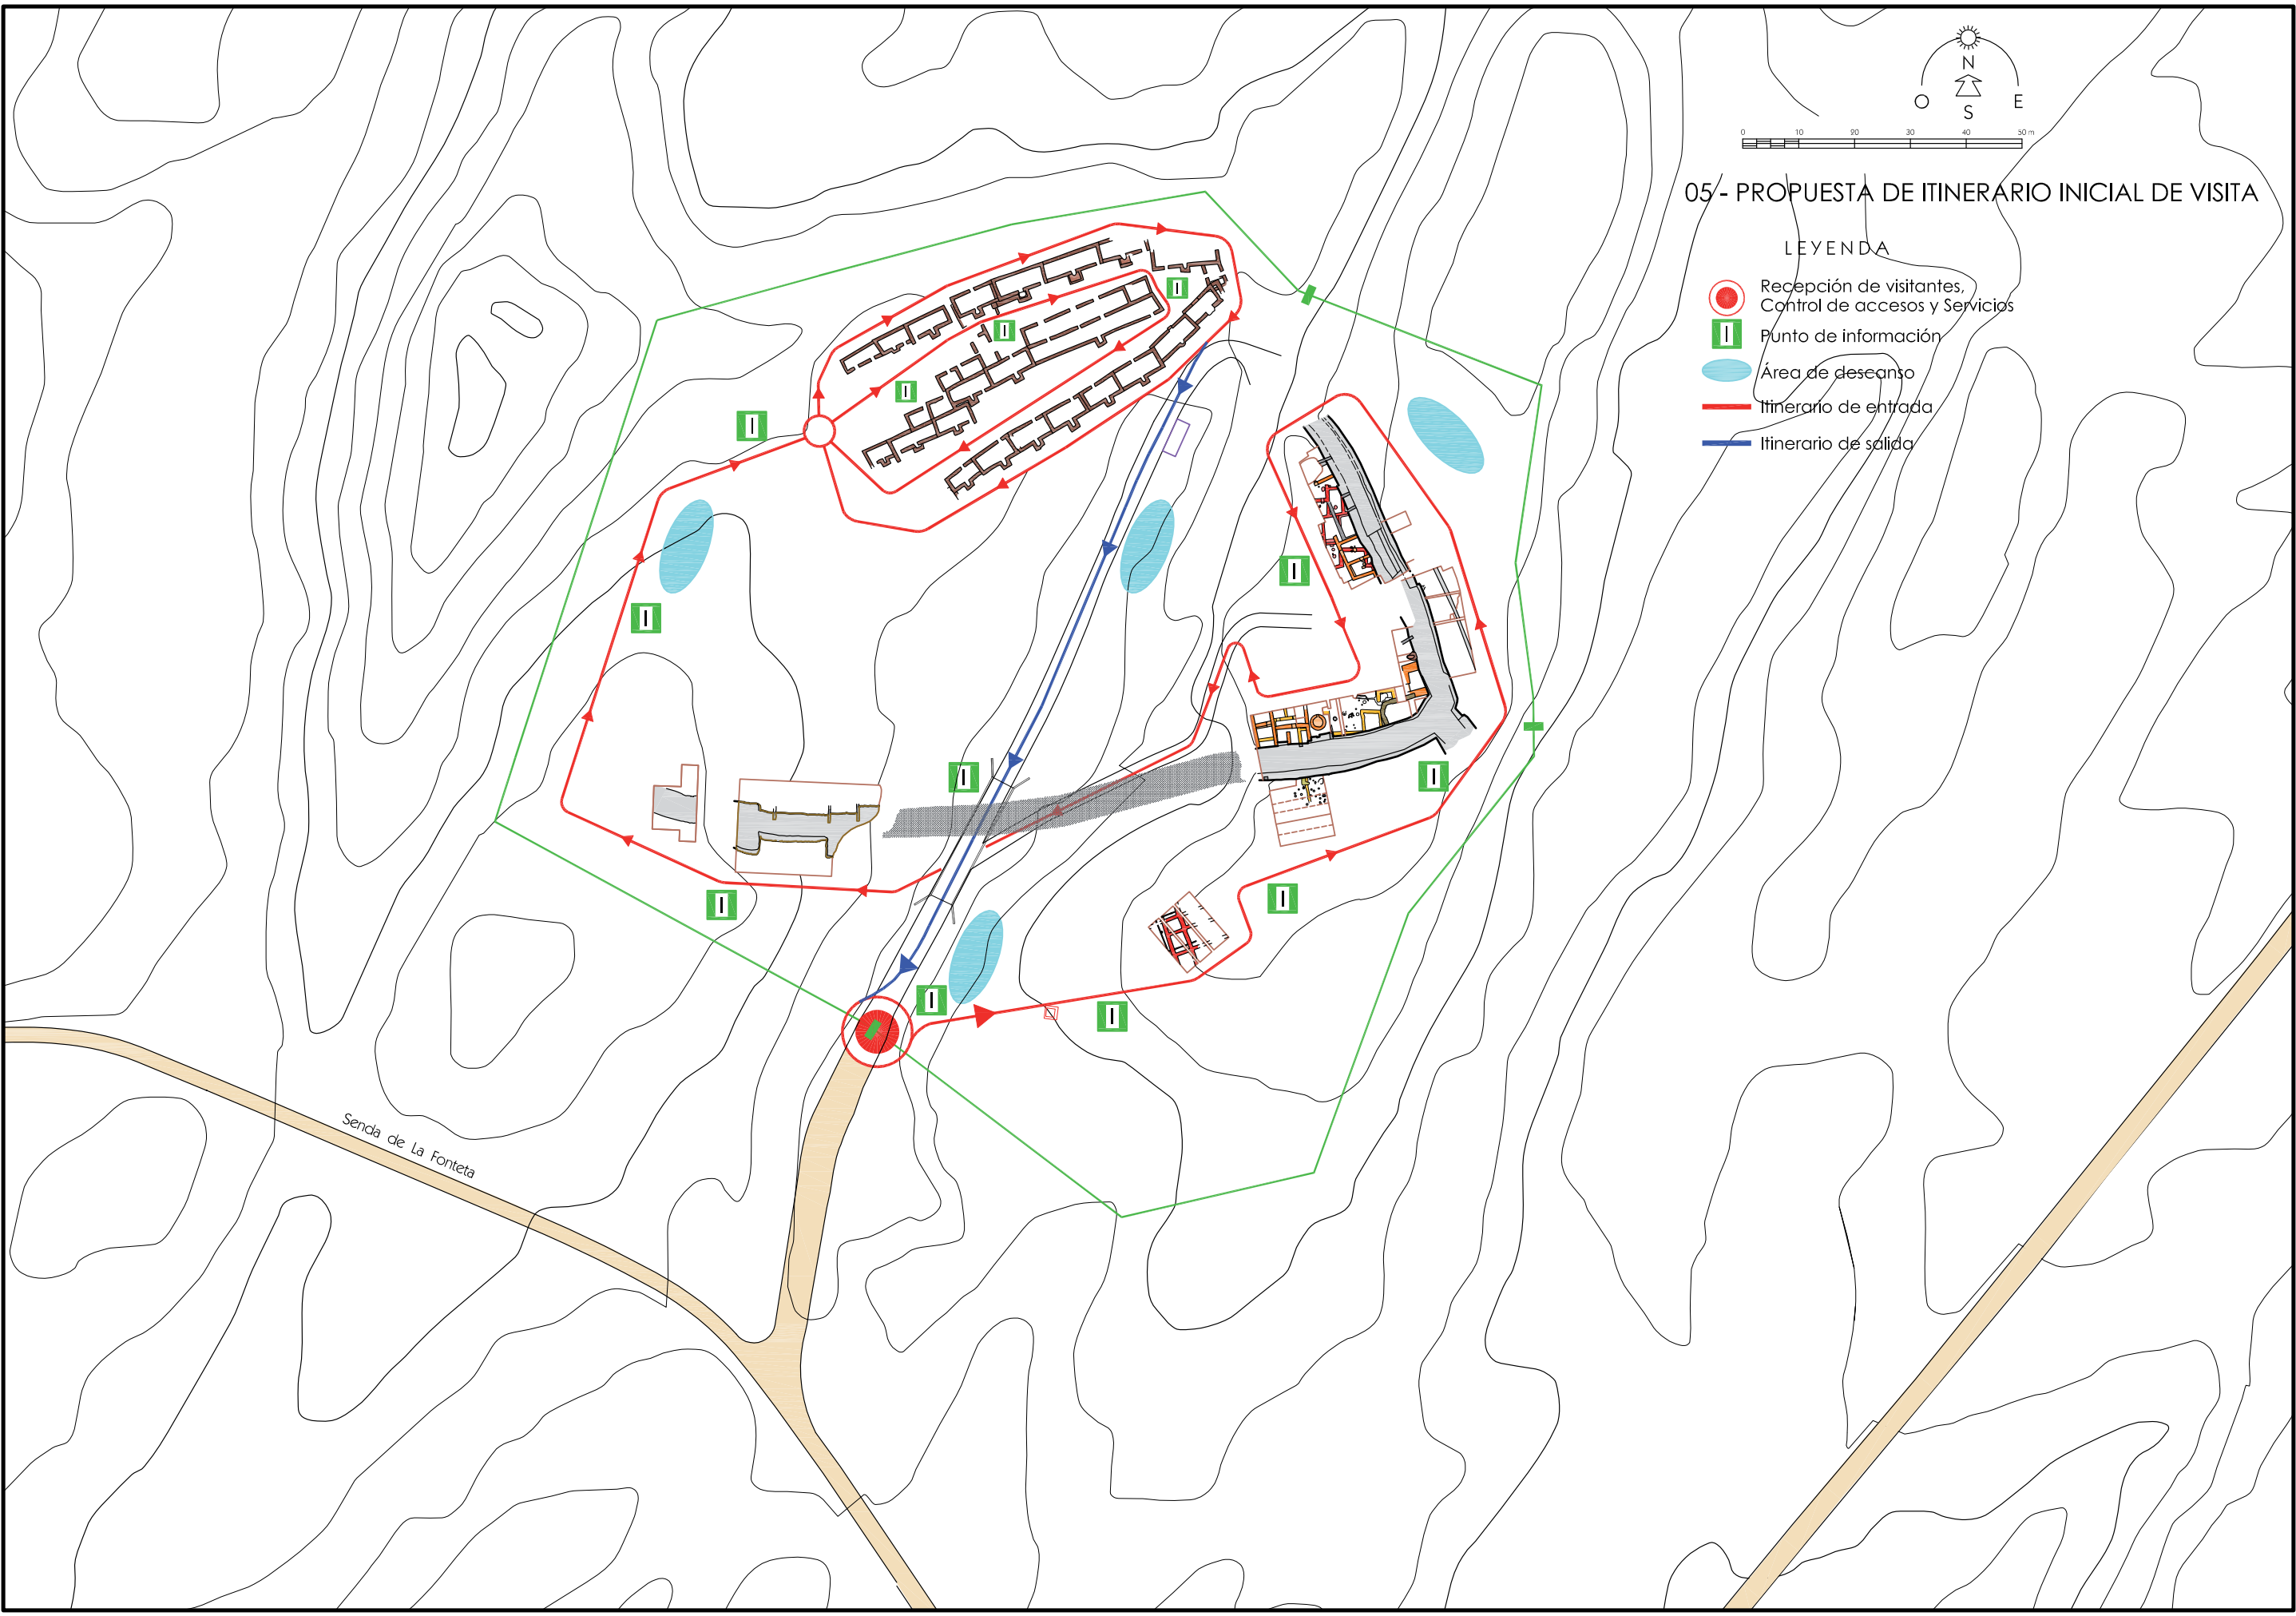 N
O
E
S
0 10 20 30 40 50 m
05 - PROPUESTA DE ITINERARIO INICIAL DE VISITA
LEYENDA
Recepción de visitantes,
Control de accesos y Servicios
I Punto de información
Área de descanso
Itinerario de entrada
Itinerario de salida
I
I
I
I
I
I
I
I
I
I
I
I
I
Senda de La Fonteta